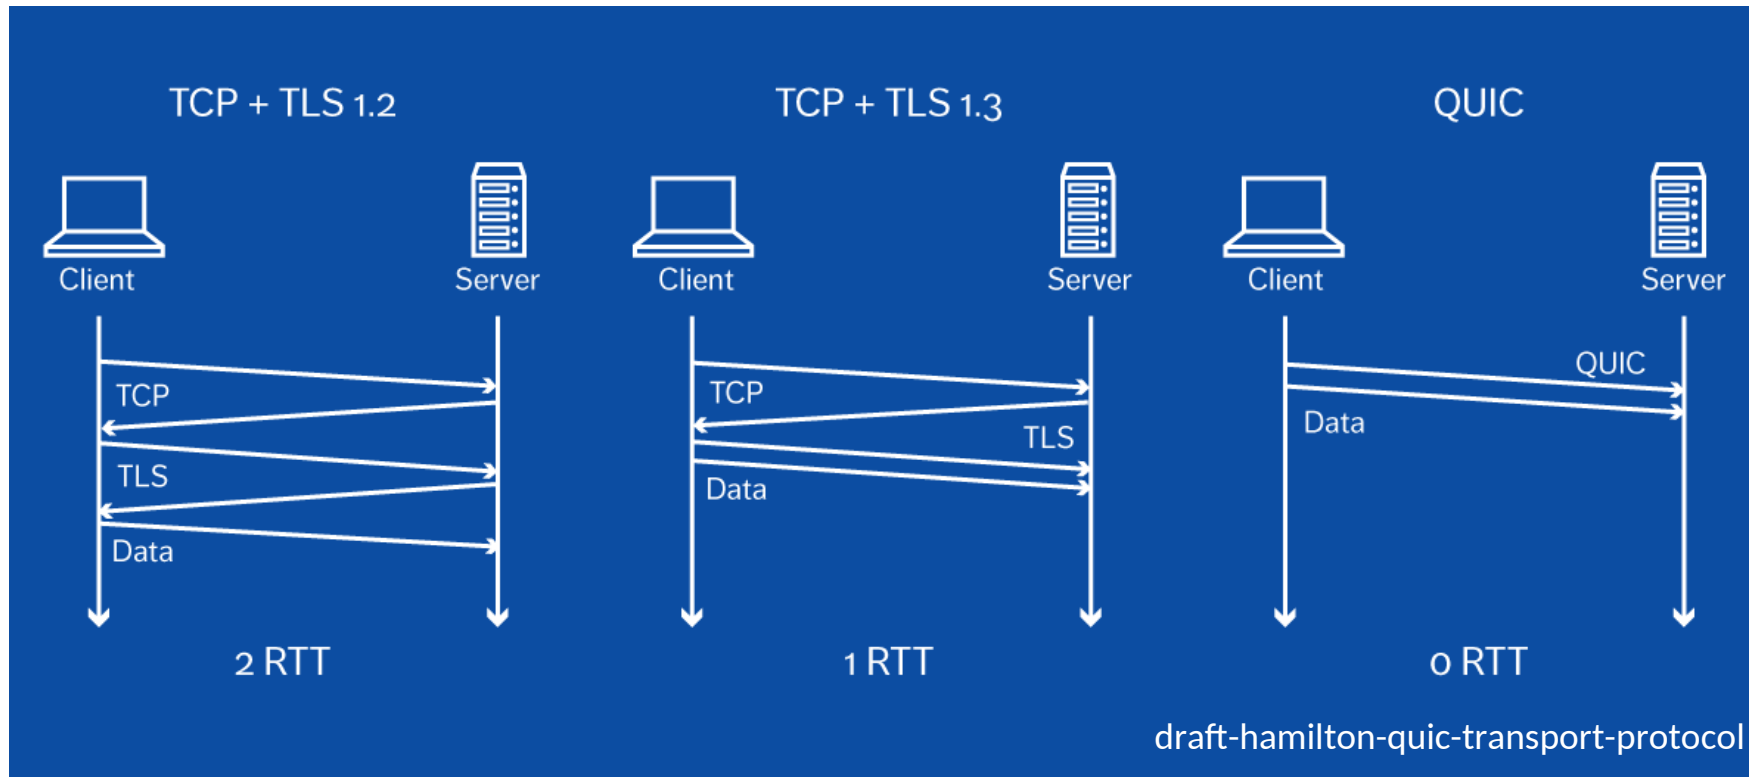 TCP + TLS 1.2
Client
Server
TCP
TLS
Data
2 RTT
TCP + TLS 1.3
Client
Server
TCP
TLS
Data
1 RTT
QUIC
Client
Server
QUIC
Data
0 RTT
draft-hamilton-quic-transport-protocol